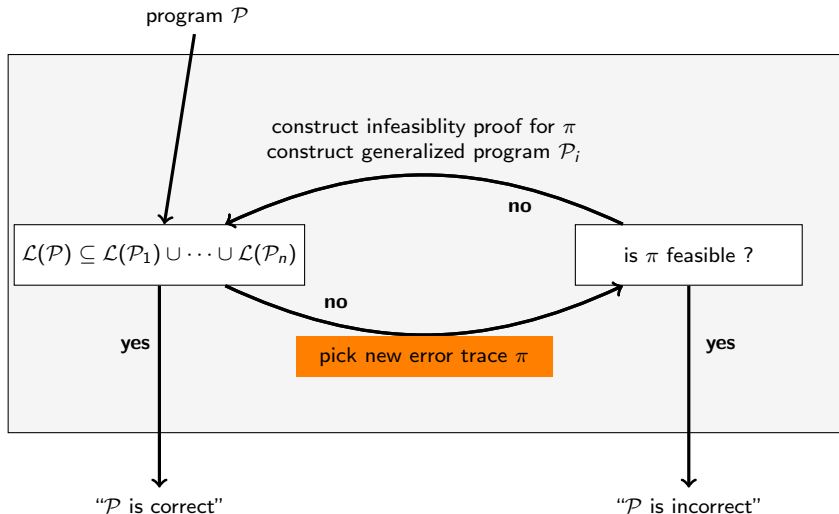 program 𝒫
construct infeasiblity proof for π
construct generalized program 𝒫ᵢ
no
ℒ(𝒫) ⊆ ℒ(𝒫₁) ∪ ⋯ ∪ ℒ(𝒫ₙ)
is π feasible ?
no
yes
pick new error trace π
yes
“𝒫 is correct”
“𝒫 is incorrect”